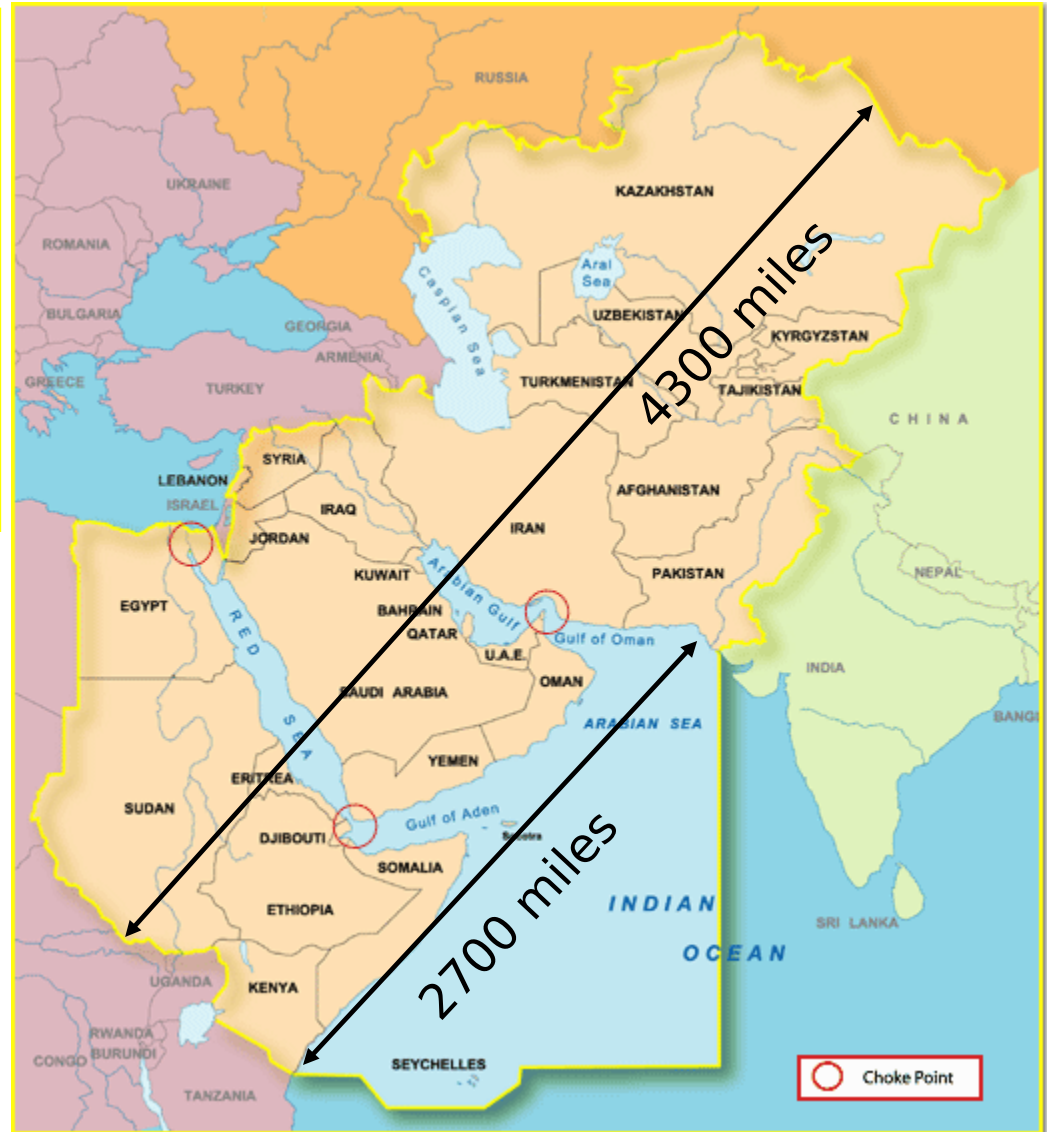 RUSSIA
UKRAINE
KAZAKHSTAN
ROMANIA
Aral
Sea
Caspian Sea
4300 miles
BULGARIA
GEORGIA
UZBEKISTAN
KYRGYZSTAN
ARMENIA
GREECE
TURKEY
TURKMENISTAN
TAJIKISTAN
CHINA
SYRIA
LEBANON
ISRAEL
AFGHANISTAN
IRAQ
IRAN
JORDAN
KUWAIT
PAKISTAN
NEPAL
EGYPT
Arabian Gulf
BAHRAIN
QATAR
Gulf of Oman
RED SEA
U.A.E.
INDIA
OMAN
SAUDI ARABIA
ARABIAN SEA
BANGL
YEMEN
ERITREA
SUDAN
Gulf of Aden
DJIBOUTI
Socotra
SOMALIA
2700 miles
ETHIOPIA
INDIAN
OCEAN
SRI LANKA
UGANDA
KENYA
RWANDA
CONGO
BURUNDI
SEYCHELLES
TANZANIA
Choke Point